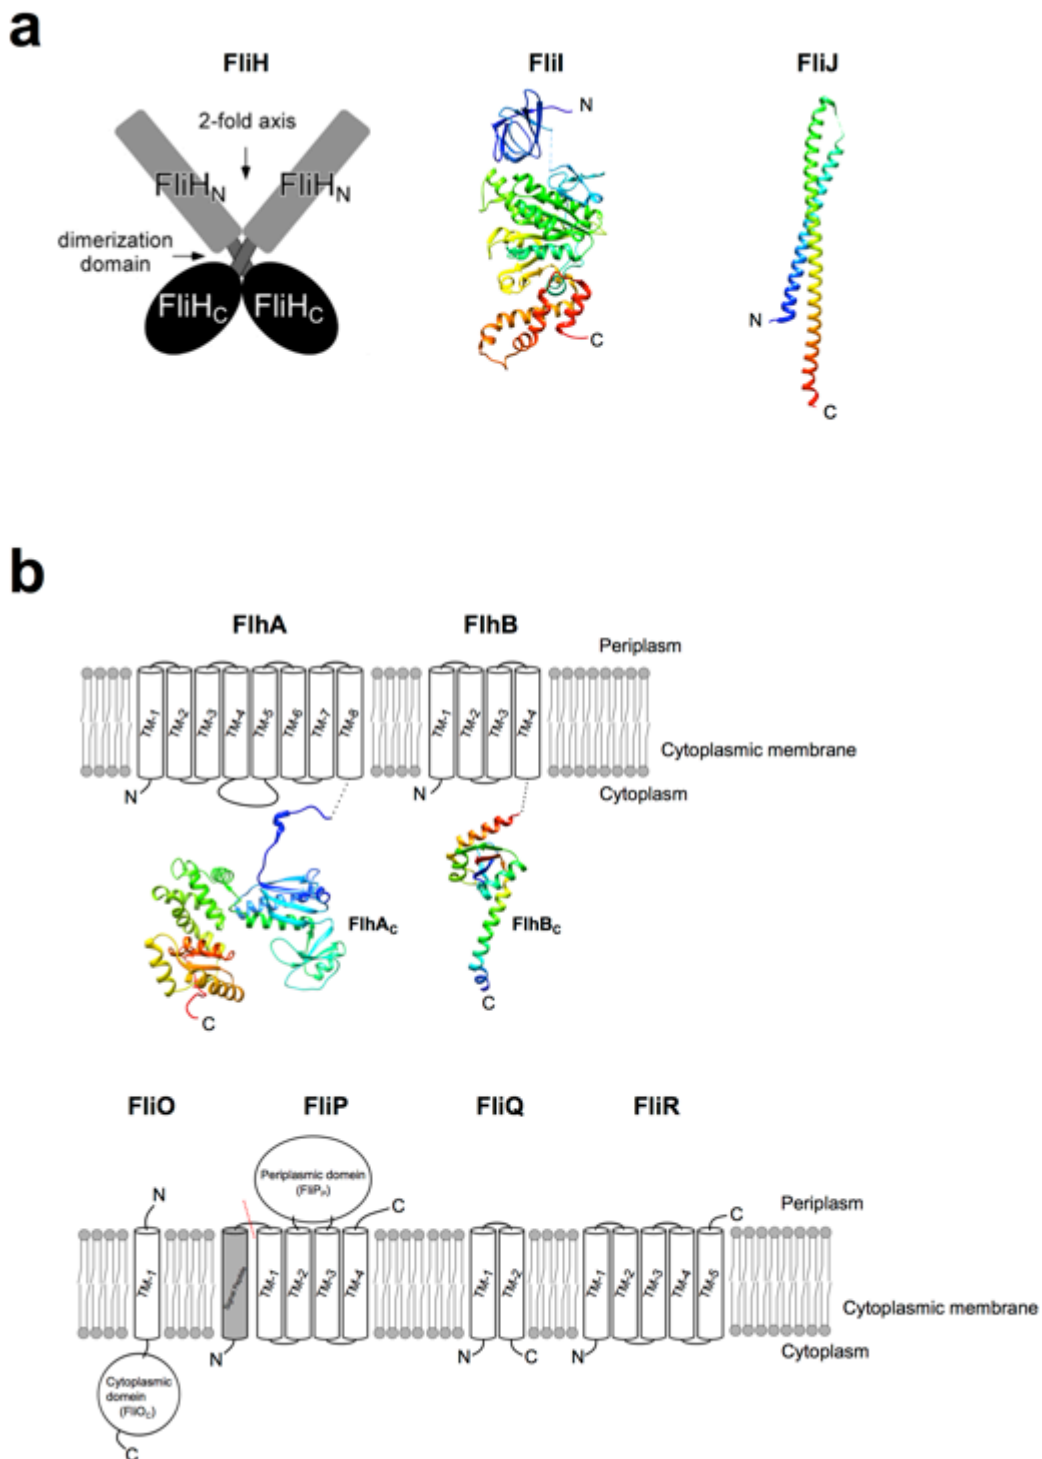 a
FliH
FliI
FliJ
2-fold axis
N
FliHN
FliHN
dimerization
domain
FliHC
FliHC
C
N
C
b
FlhA
FlhB
Periplasm
TM-1
TM-2
TM-3
TM-4
TM-5
TM-6
TM-7
TM-8
TM-1
TM-2
TM-3
TM-4
Cytoplasmic membrane
N
N
Cytoplasm
FlhAC
FlhBC
C
C
FliO
FliP
FliQ
FliR
Periplasmic domain
(FliPP)
N
C
C
Periplasm
TM-1
Signal Peptide
TM-1
TM-2
TM-3
TM-4
TM-1
TM-2
TM-1
TM-2
TM-3
TM-4
TM-5
Cytoplasmic membrane
N
N
C
N
Cytoplasm
Cytoplasmic
domein
(FliOC)
C